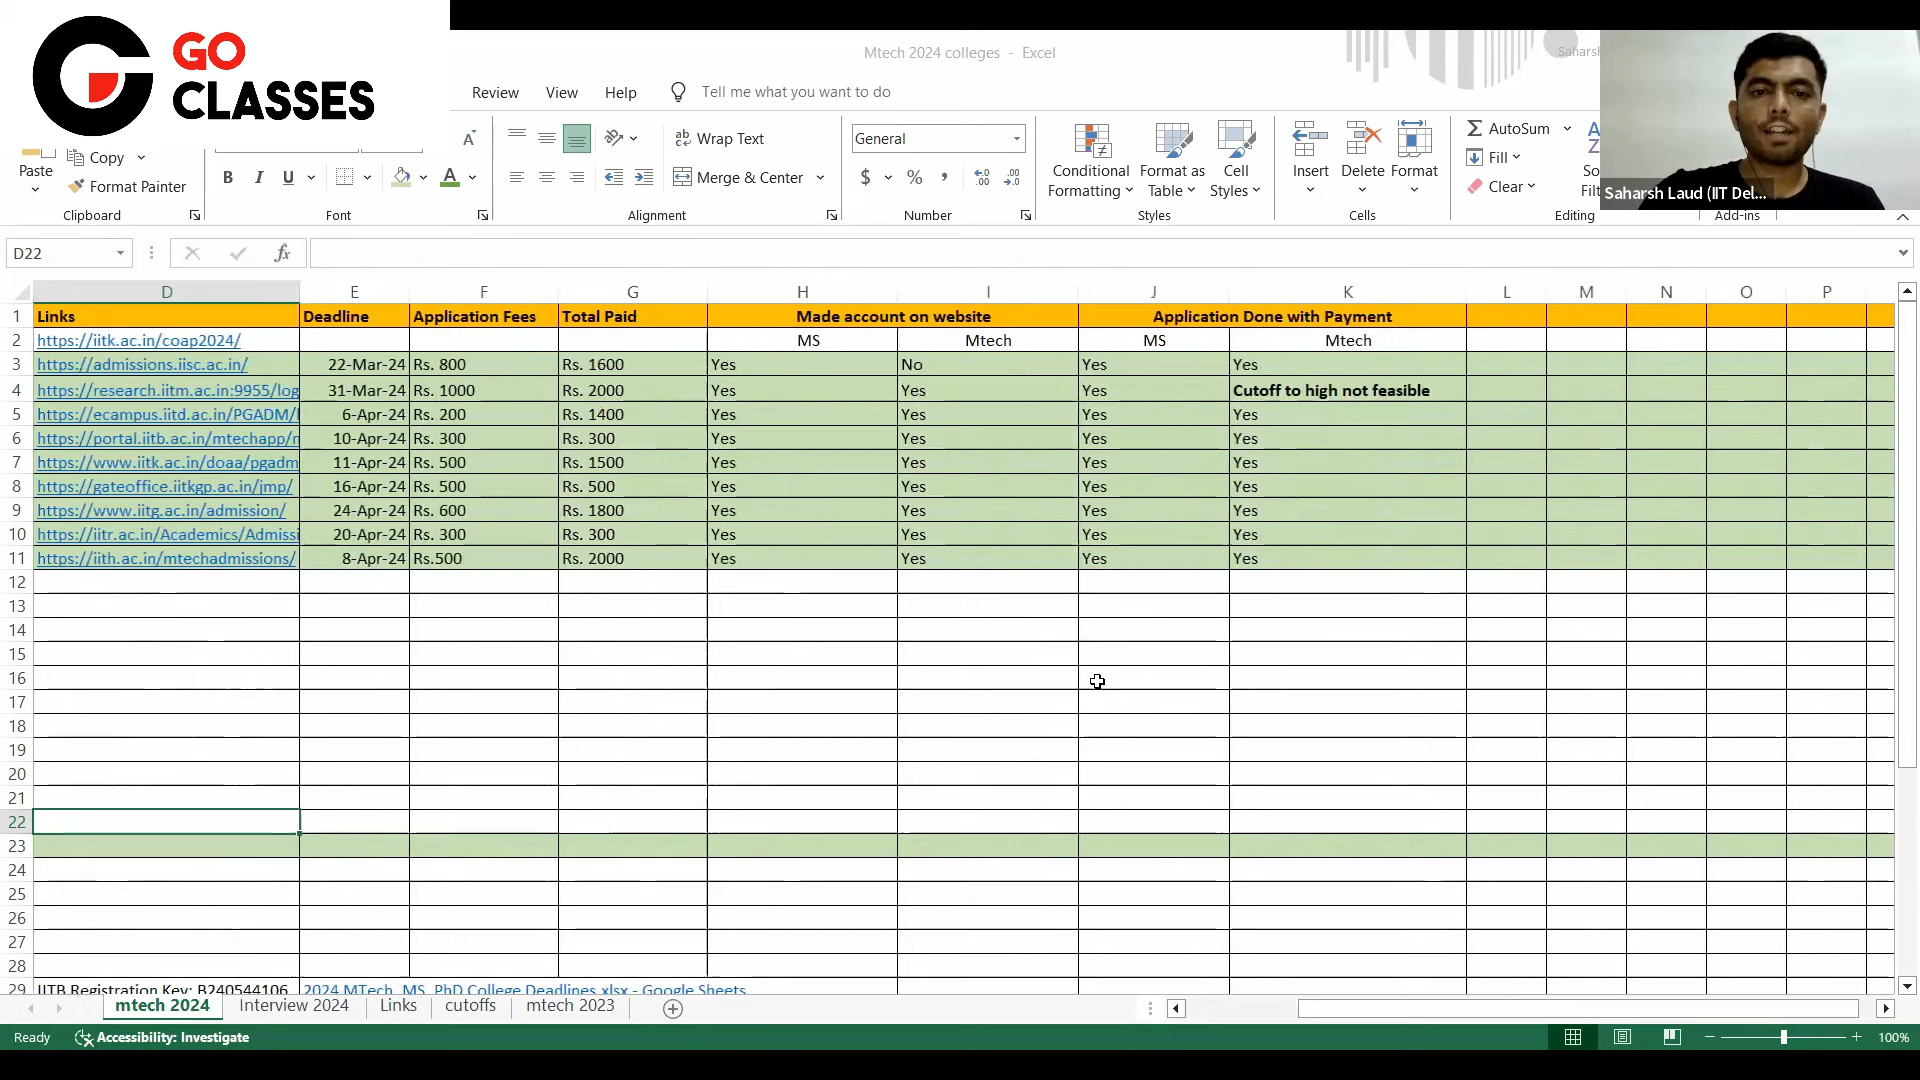 GO
CLASSES
Mtech 2024 colleges - Excel
Saharsh
Review View Help Tell me what you want to do
Paste
Copy
Format Painter
Clipboard
B I U A
Font
Wrap Text
Merge & Center
Alignment
General
$ % ,
Number
Conditional Formatting
Format as Table
Cell Styles
Styles
Insert
Delete
Format
Cells
AutoSum
Fill
Clear
Editing
Add-ins
Saharsh Laud (IIT Del...
D22
fx
D E F G H I J K L M N O P
1 Links Deadline Application Fees Total Paid Made account on website Application Done with Payment
2 https://iitk.ac.in/coap2024/ MS Mtech MS Mtech
3 https://admissions.iisc.ac.in/ 22-Mar-24 Rs. 800 Rs. 1600 Yes No Yes Yes
4 https://research.iitm.ac.in:9955/log 31-Mar-24 Rs. 1000 Rs. 2000 Yes Yes Yes Cutoff to high not feasible
5 https://ecampus.iitd.ac.in/PGADM/ 6-Apr-24 Rs. 200 Rs. 1400 Yes Yes Yes Yes
6 https://portal.iitb.ac.in/mtechapp/ 10-Apr-24 Rs. 300 Rs. 300 Yes Yes Yes Yes
7 https://www.iitk.ac.in/doaa/pgadm 11-Apr-24 Rs. 500 Rs. 1500 Yes Yes Yes Yes
8 https://gateoffice.iitkgp.ac.in/jmp/ 16-Apr-24 Rs. 500 Rs. 500 Yes Yes Yes Yes
9 https://www.iitg.ac.in/admission/ 24-Apr-24 Rs. 600 Rs. 1800 Yes Yes Yes Yes
10 https://iitr.ac.in/Academics/Admissi 20-Apr-24 Rs. 300 Rs. 300 Yes Yes Yes Yes
11 https://iith.ac.in/mtechadmissions/ 8-Apr-24 Rs.500 Rs. 2000 Yes Yes Yes Yes
12
13
14
15
16
17
18
19
20
21
22
23
24
25
26
27
28
29 IITB Registration Key: B240544106 2024 MTech, MS, PhD College Deadlines.xlsx - Google Sheets
mtech 2024 Interview 2024 Links cutoffs mtech 2023
Ready Accessibility: Investigate 100%